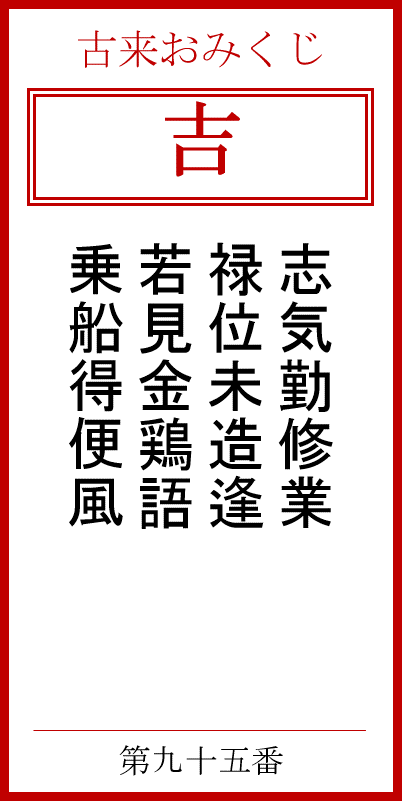 古来おみくじ
吉
志気勤修業
禄位未造逢
若見金鶏語
乗船得便風
第九十五番